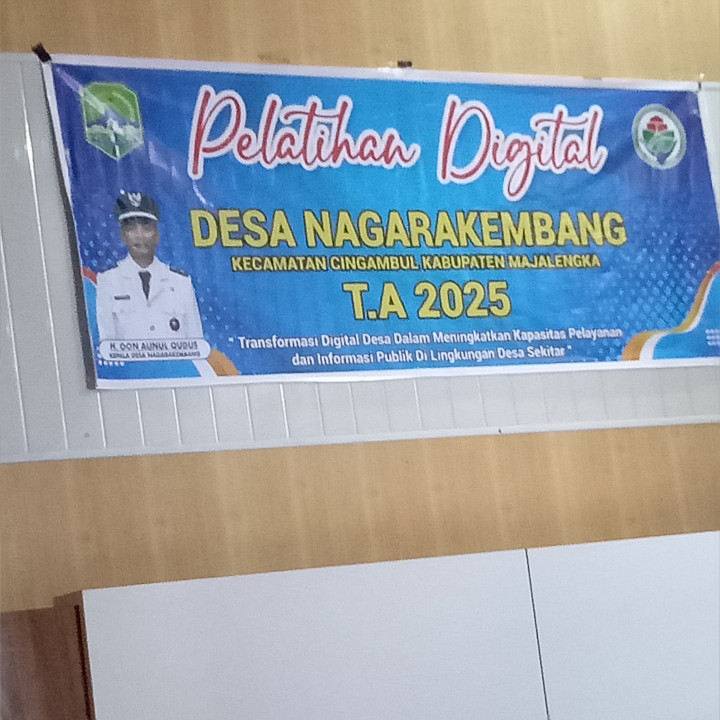 Pelatihan Digital
DESA NAGARAKEMBANG
KECAMATAN CINGAMBUL KABUPATEN MAJALENGKA
T.A 2025
" Transformasi Digital Desa Dalam Meningkatkan Kapasitas Pelayanan
dan Informasi Publik Di Lingkungan Desa Sekitar "
H. OON AUNUL QUDUS
KEPALA DESA NAGARAKEMBANG